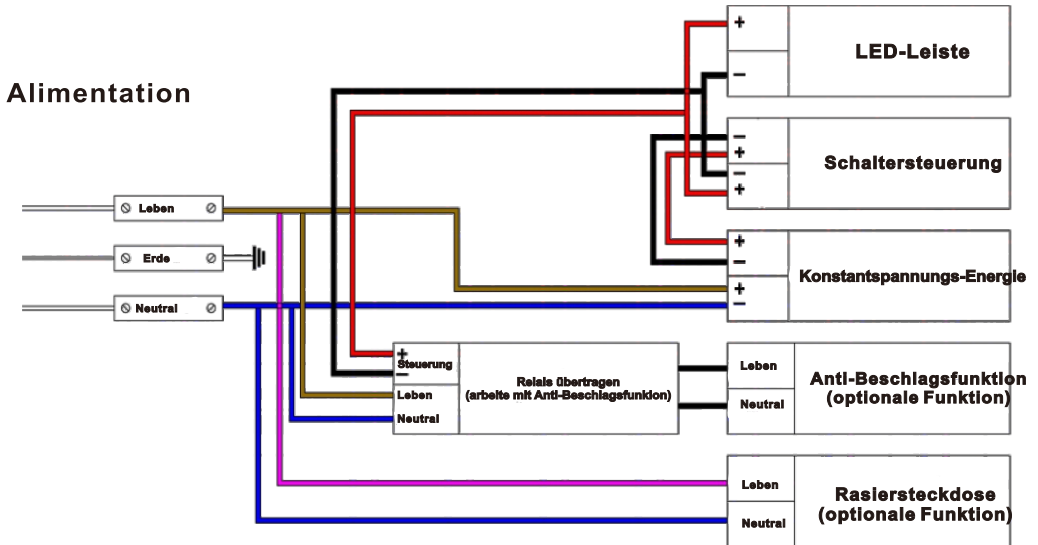 +
LED-Leiste
−
Alimentation
−
+
Schaltersteuerung
−
+
Leben
+
Erde
−
Konstantspannungs-Energie
+
Neutral
−
+
Steuerung
−
Relais übertragen
(arbeite mit Anti-Beschlagsfunktion)
Leben
Neutral
Leben
Anti-Beschlagsfunktion
(optionale Funktion)
Neutral
Leben
Rasiersteckdose
(optionale Funktion)
Neutral